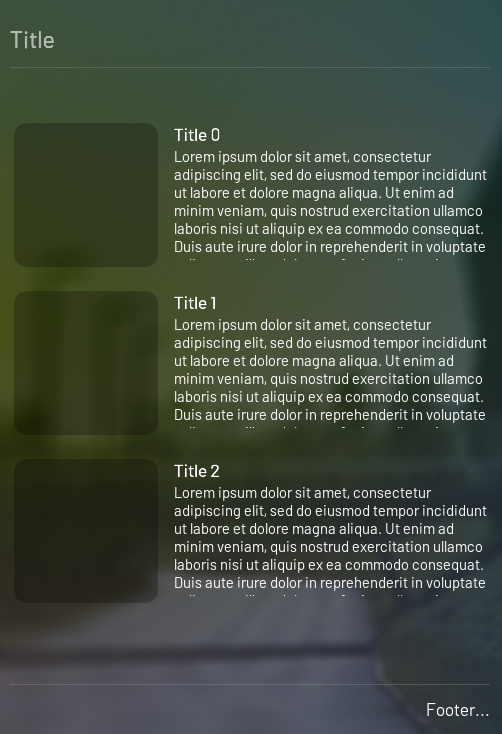 Title
Title 0
Lorem ipsum dolor sit amet, consectetur
adipiscing elit, sed do eiusmod tempor incididunt
ut labore et dolore magna aliqua. Ut enim ad
minim veniam, quis nostrud exercitation ullamco
laboris nisi ut aliquip ex ea commodo consequat.
Duis aute irure dolor in reprehenderit in voluptate
Title 1
Lorem ipsum dolor sit amet, consectetur
adipiscing elit, sed do eiusmod tempor incididunt
ut labore et dolore magna aliqua. Ut enim ad
minim veniam, quis nostrud exercitation ullamco
laboris nisi ut aliquip ex ea commodo consequat.
Duis aute irure dolor in reprehenderit in voluptate
Title 2
Lorem ipsum dolor sit amet, consectetur
adipiscing elit, sed do eiusmod tempor incididunt
ut labore et dolore magna aliqua. Ut enim ad
minim veniam, quis nostrud exercitation ullamco
laboris nisi ut aliquip ex ea commodo consequat.
Duis aute irure dolor in reprehenderit in voluptate
Footer...